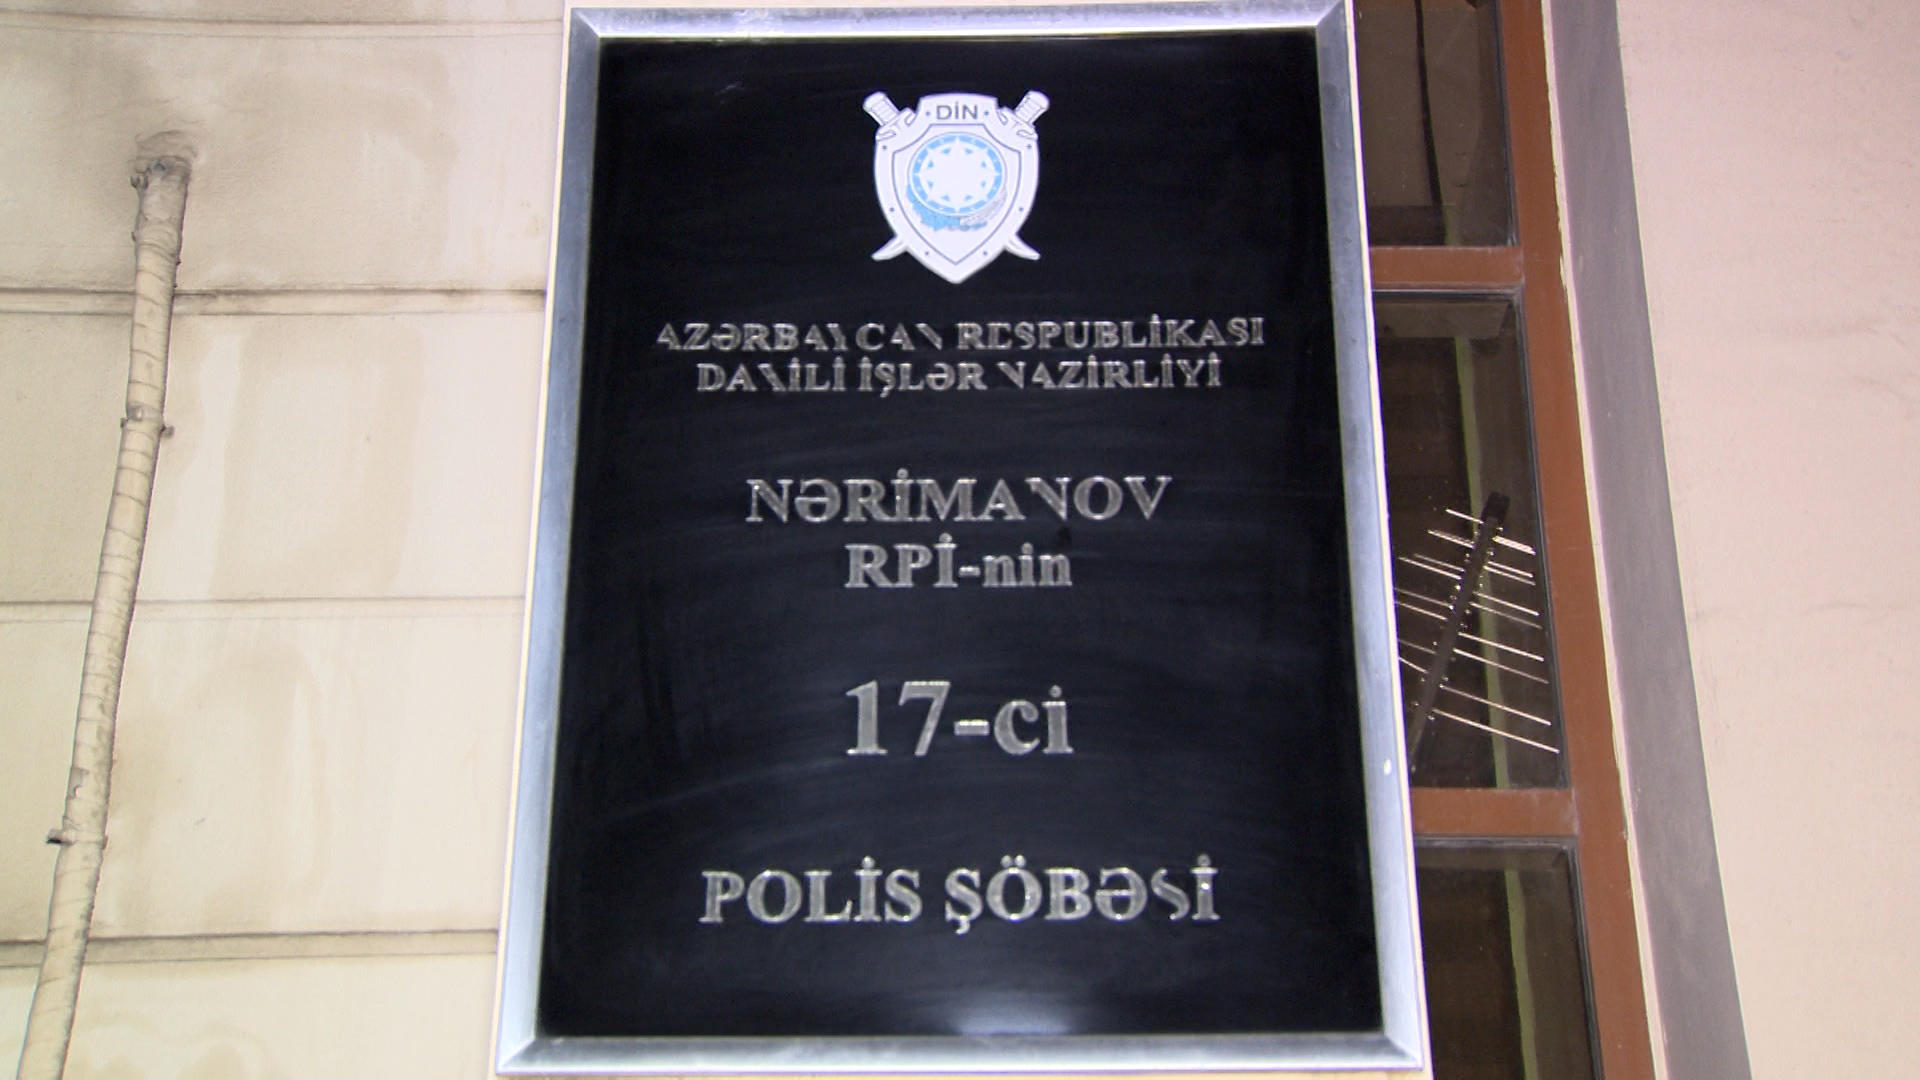 DİN
AZƏRBAYCAN RESPUBLİKASI
DAXİLİ İŞLƏR NAZİRLİYİ
NƏRİMANOV
RPİ-nin
17-ci
POLİS ŞÖBƏSİ